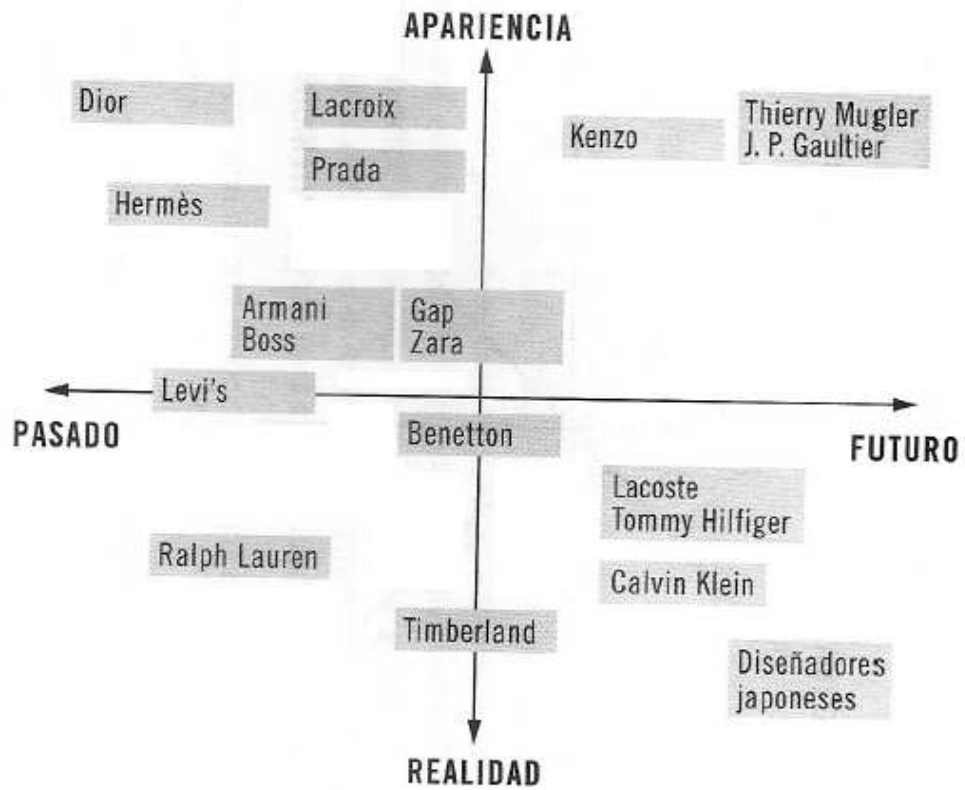 APARIENCIA
Dior
Lacroix
Kenzo
Thierry Mugler
J. P. Gaultier
Prada
Hermès
Armani
Boss
Gap
Zara
Levi's
PASADO
Benetton
FUTURO
Lacoste
Tommy Hilfiger
Ralph Lauren
Calvin Klein
Timberland
Diseñadores
japoneses
REALIDAD